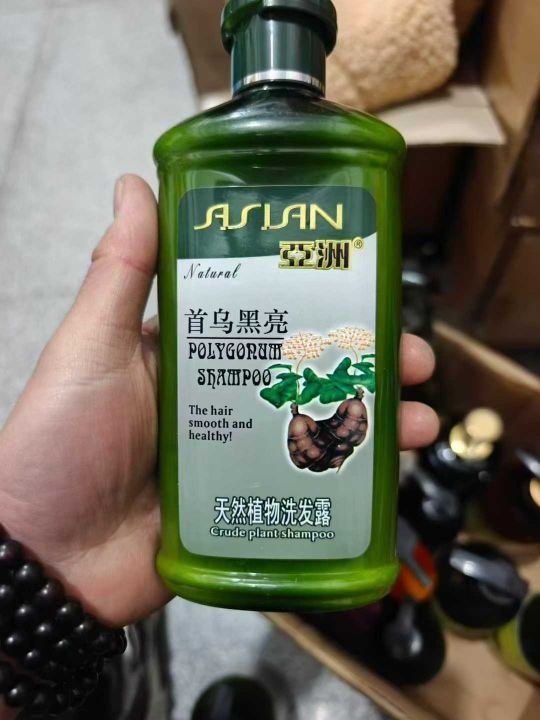 ASIAN
亞洲®
Natural
首乌黑亮
POLYGONUM
SHAMPOO
The hair
smooth and
healthy!
天然植物洗发露
Crude plant shampoo